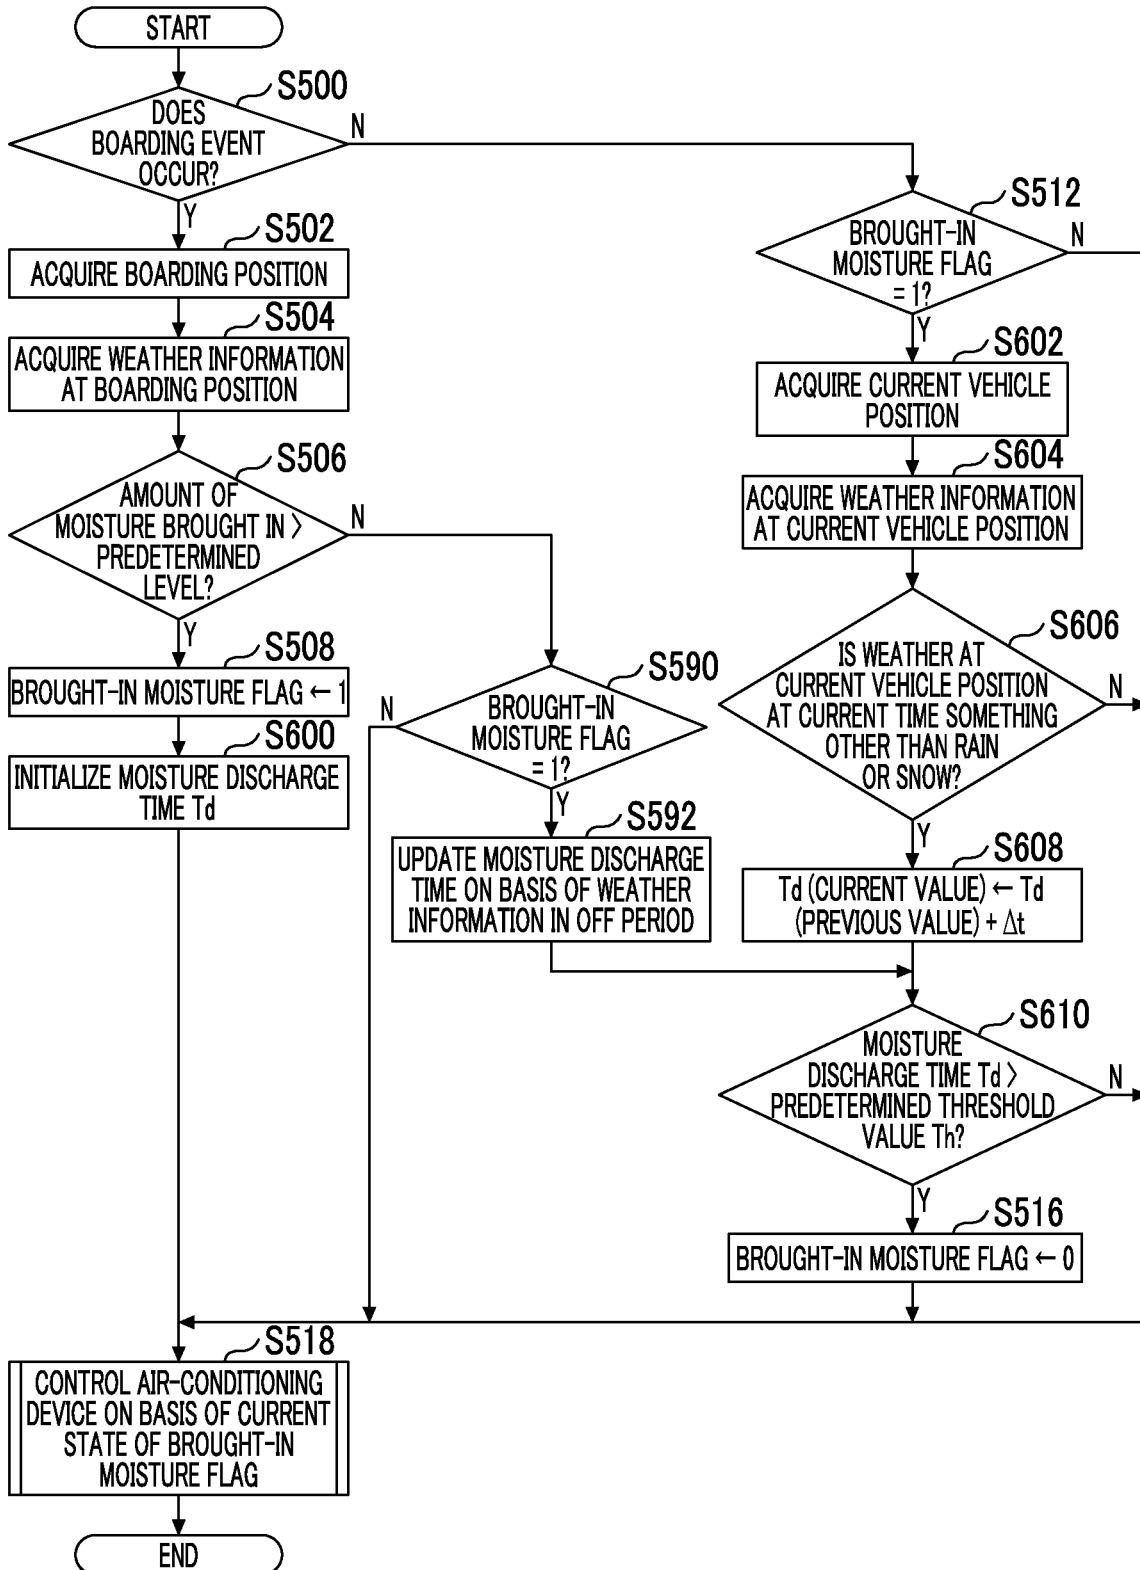 START
S500
DOES
BOARDING EVENT
OCCUR?
N
Y
S502
ACQUIRE BOARDING POSITION
S504
ACQUIRE WEATHER INFORMATION
AT BOARDING POSITION
S506
AMOUNT OF
MOISTURE BROUGHT IN >
PREDETERMINED
LEVEL?
N
Y
S508
BROUGHT-IN MOISTURE FLAG ← 1
S600
INITIALIZE MOISTURE DISCHARGE
TIME Td
S590
BROUGHT-IN
MOISTURE FLAG
= 1?
N
Y
S592
UPDATE MOISTURE DISCHARGE
TIME ON BASIS OF WEATHER
INFORMATION IN OFF PERIOD
S512
BROUGHT-IN
MOISTURE FLAG
= 1?
N
Y
S602
ACQUIRE CURRENT VEHICLE
POSITION
S604
ACQUIRE WEATHER INFORMATION
AT CURRENT VEHICLE POSITION
S606
IS WEATHER AT
CURRENT VEHICLE POSITION
AT CURRENT TIME SOMETHING
OTHER THAN RAIN
OR SNOW?
N
Y
S608
Td (CURRENT VALUE) ← Td
(PREVIOUS VALUE) + Δt
S610
MOISTURE
DISCHARGE TIME Td >
PREDETERMINED THRESHOLD
VALUE Th?
N
Y
S516
BROUGHT-IN MOISTURE FLAG ← 0
S518
CONTROL AIR-CONDITIONING
DEVICE ON BASIS OF CURRENT
STATE OF BROUGHT-IN
MOISTURE FLAG
END